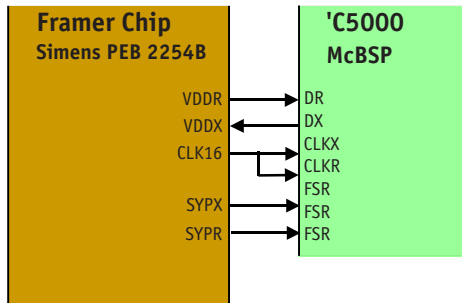 Framer Chip
Simens PEB 2254B
VDDR
VDDX
CLK16
SYPX
SYPR
'C5000
McBSP
DR
DX
CLKX
CLKR
FSR
FSR
FSR